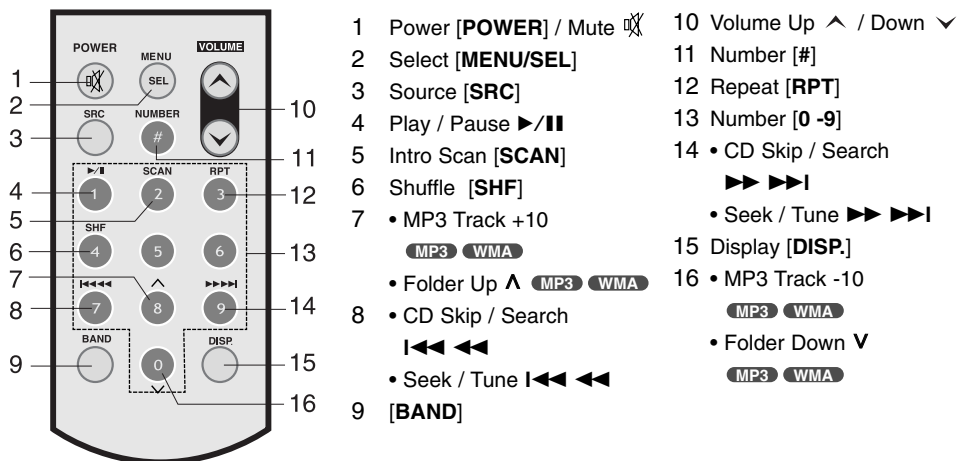 POWER
MENU
VOLUME
1
SEL
2
10
SRC
NUMBER
3
#
11
▶/❚❚
SCAN
RPT
4
1
2
3
12
5
SHF
6
4
5
6
13
7
I◀◀◀◀
∧
▶▶▶▶I
8
7
8
9
14
BAND
DISP.
9
0
15
∨
16
1 Power [POWER] / Mute
2 Select [MENU/SEL]
3 Source [SRC]
4 Play / Pause ▶/❚❚
5 Intro Scan [SCAN]
6 Shuffle [SHF]
7 • MP3 Track +10
MP3 WMA
• Folder Up ∧ MP3 WMA
8 • CD Skip / Search
I◀◀ ◀◀
• Seek / Tune I◀◀ ◀◀
9 [BAND]
10 Volume Up ∧ / Down ∨
11 Number [#]
12 Repeat [RPT]
13 Number [0 -9]
14 • CD Skip / Search
▶▶ ▶▶I
• Seek / Tune ▶▶ ▶▶I
15 Display [DISP.]
16 • MP3 Track -10
MP3 WMA
• Folder Down ∨
MP3 WMA